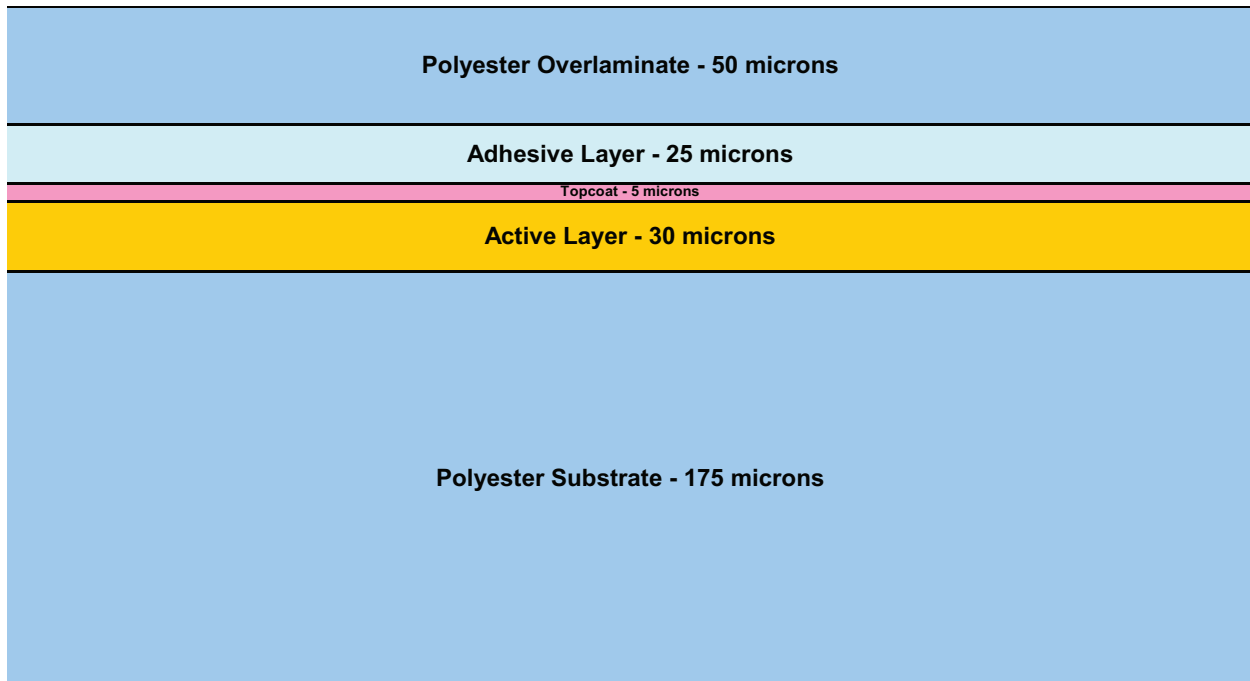 Polyester Overlaminate - 50 microns
Adhesive Layer - 25 microns
Topcoat - 5 microns
Active Layer - 30 microns
Polyester Substrate - 175 microns